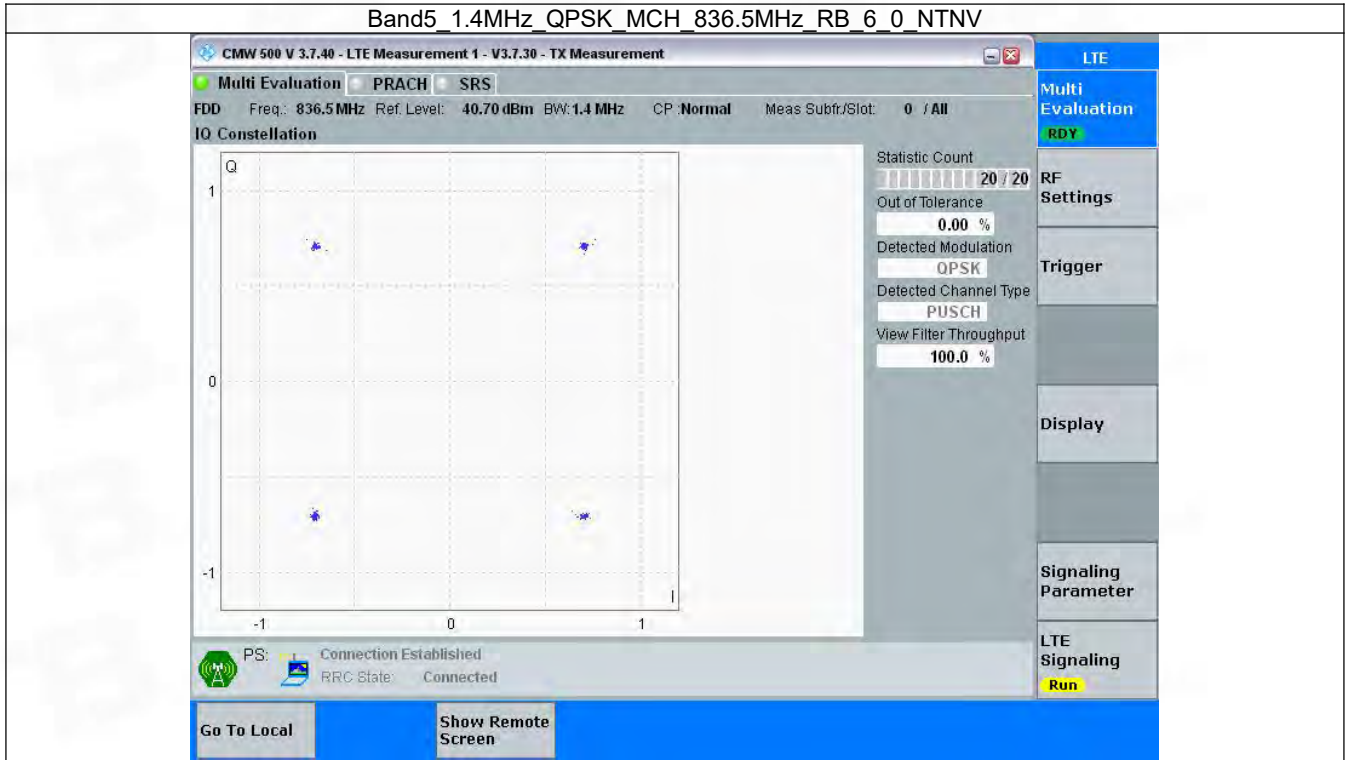 Band5_1.4MHz_QPSK_MCH_836.5MHz_RB_6_0_NTNV
CMW 500 V 3.7.40 - LTE Measurement 1 - V3.7.30 - TX Measurement
LTE
Multi Evaluation PRACH SRS
Multi
Evaluation
RDY
FDD Freq.: 836.5 MHz Ref. Level: 40.70 dBm BW: 1.4 MHz CP :Normal Meas Subfr./Slot: 0 / All
IQ Constellation
Q
1
0
-1
I
-1 0 1
Statistic Count
20 / 20
Out of Tolerance
0.00 %
Detected Modulation
QPSK
Detected Channel Type
PUSCH
View Filter Throughput
100.0 %
RF
Settings
Trigger
Display
Signaling
Parameter
LTE
Signaling
Run
PS: Connection Established
RRC State: Connected
Go To Local
Show Remote
Screen